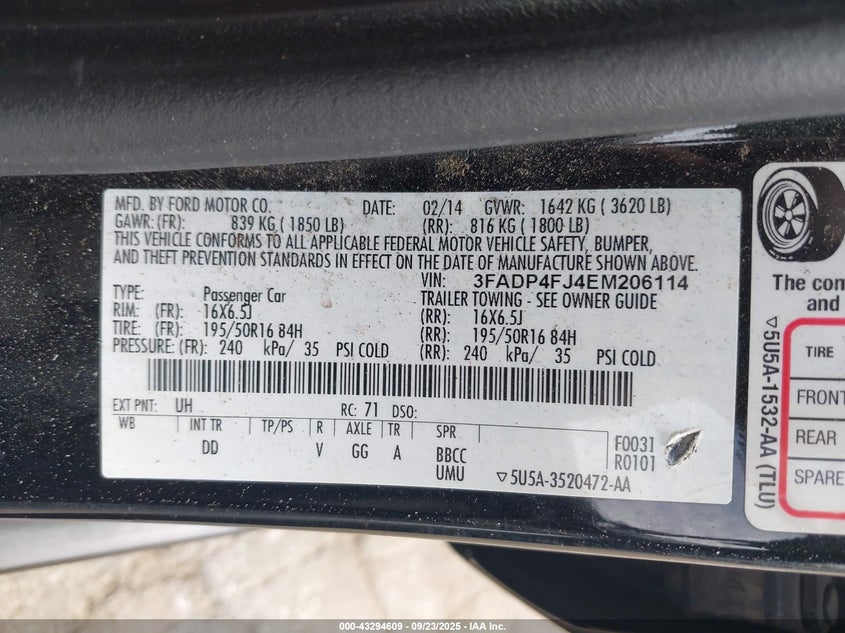 MFD. BY FORD MOTOR CO. DATE: 02/14 GVWR: 1642 KG ( 3620 LB)
GAWR: (FR): 839 KG ( 1850 LB) (RR): 816 KG ( 1800 LB)
THIS VEHICLE CONFORMS TO ALL APPLICABLE FEDERAL MOTOR VEHICLE SAFETY, BUMPER,
AND THEFT PREVENTION STANDARDS IN EFFECT ON THE DATE OF MANUFACTURE SHOWN ABOVE.
VIN: 3FADP4FJ4EM206114
TYPE: Passenger Car TRAILER TOWING - SEE OWNER GUIDE
RIM: (FR): 16X6.5J (RR): 16X6.5J
TIRE: (FR): 195/50R16 84H (RR): 195/50R16 84H
PRESSURE: (FR): 240 kPa/ 35 PSI COLD (RR): 240 kPa/ 35 PSI COLD
EXT PNT: UH RC: 71 DSO:
WB INT TR TP/PS R AXLE TR SPR
DD V GG A BBCC
UMU
F0031
R0101
▽5U5A-3520472-AA
The com
and
▽5U5A-1532-AA (TLU)
TIRE
FRONT
REAR
SPARE
000-43294609 - 09/23/2025 - IAA Inc.